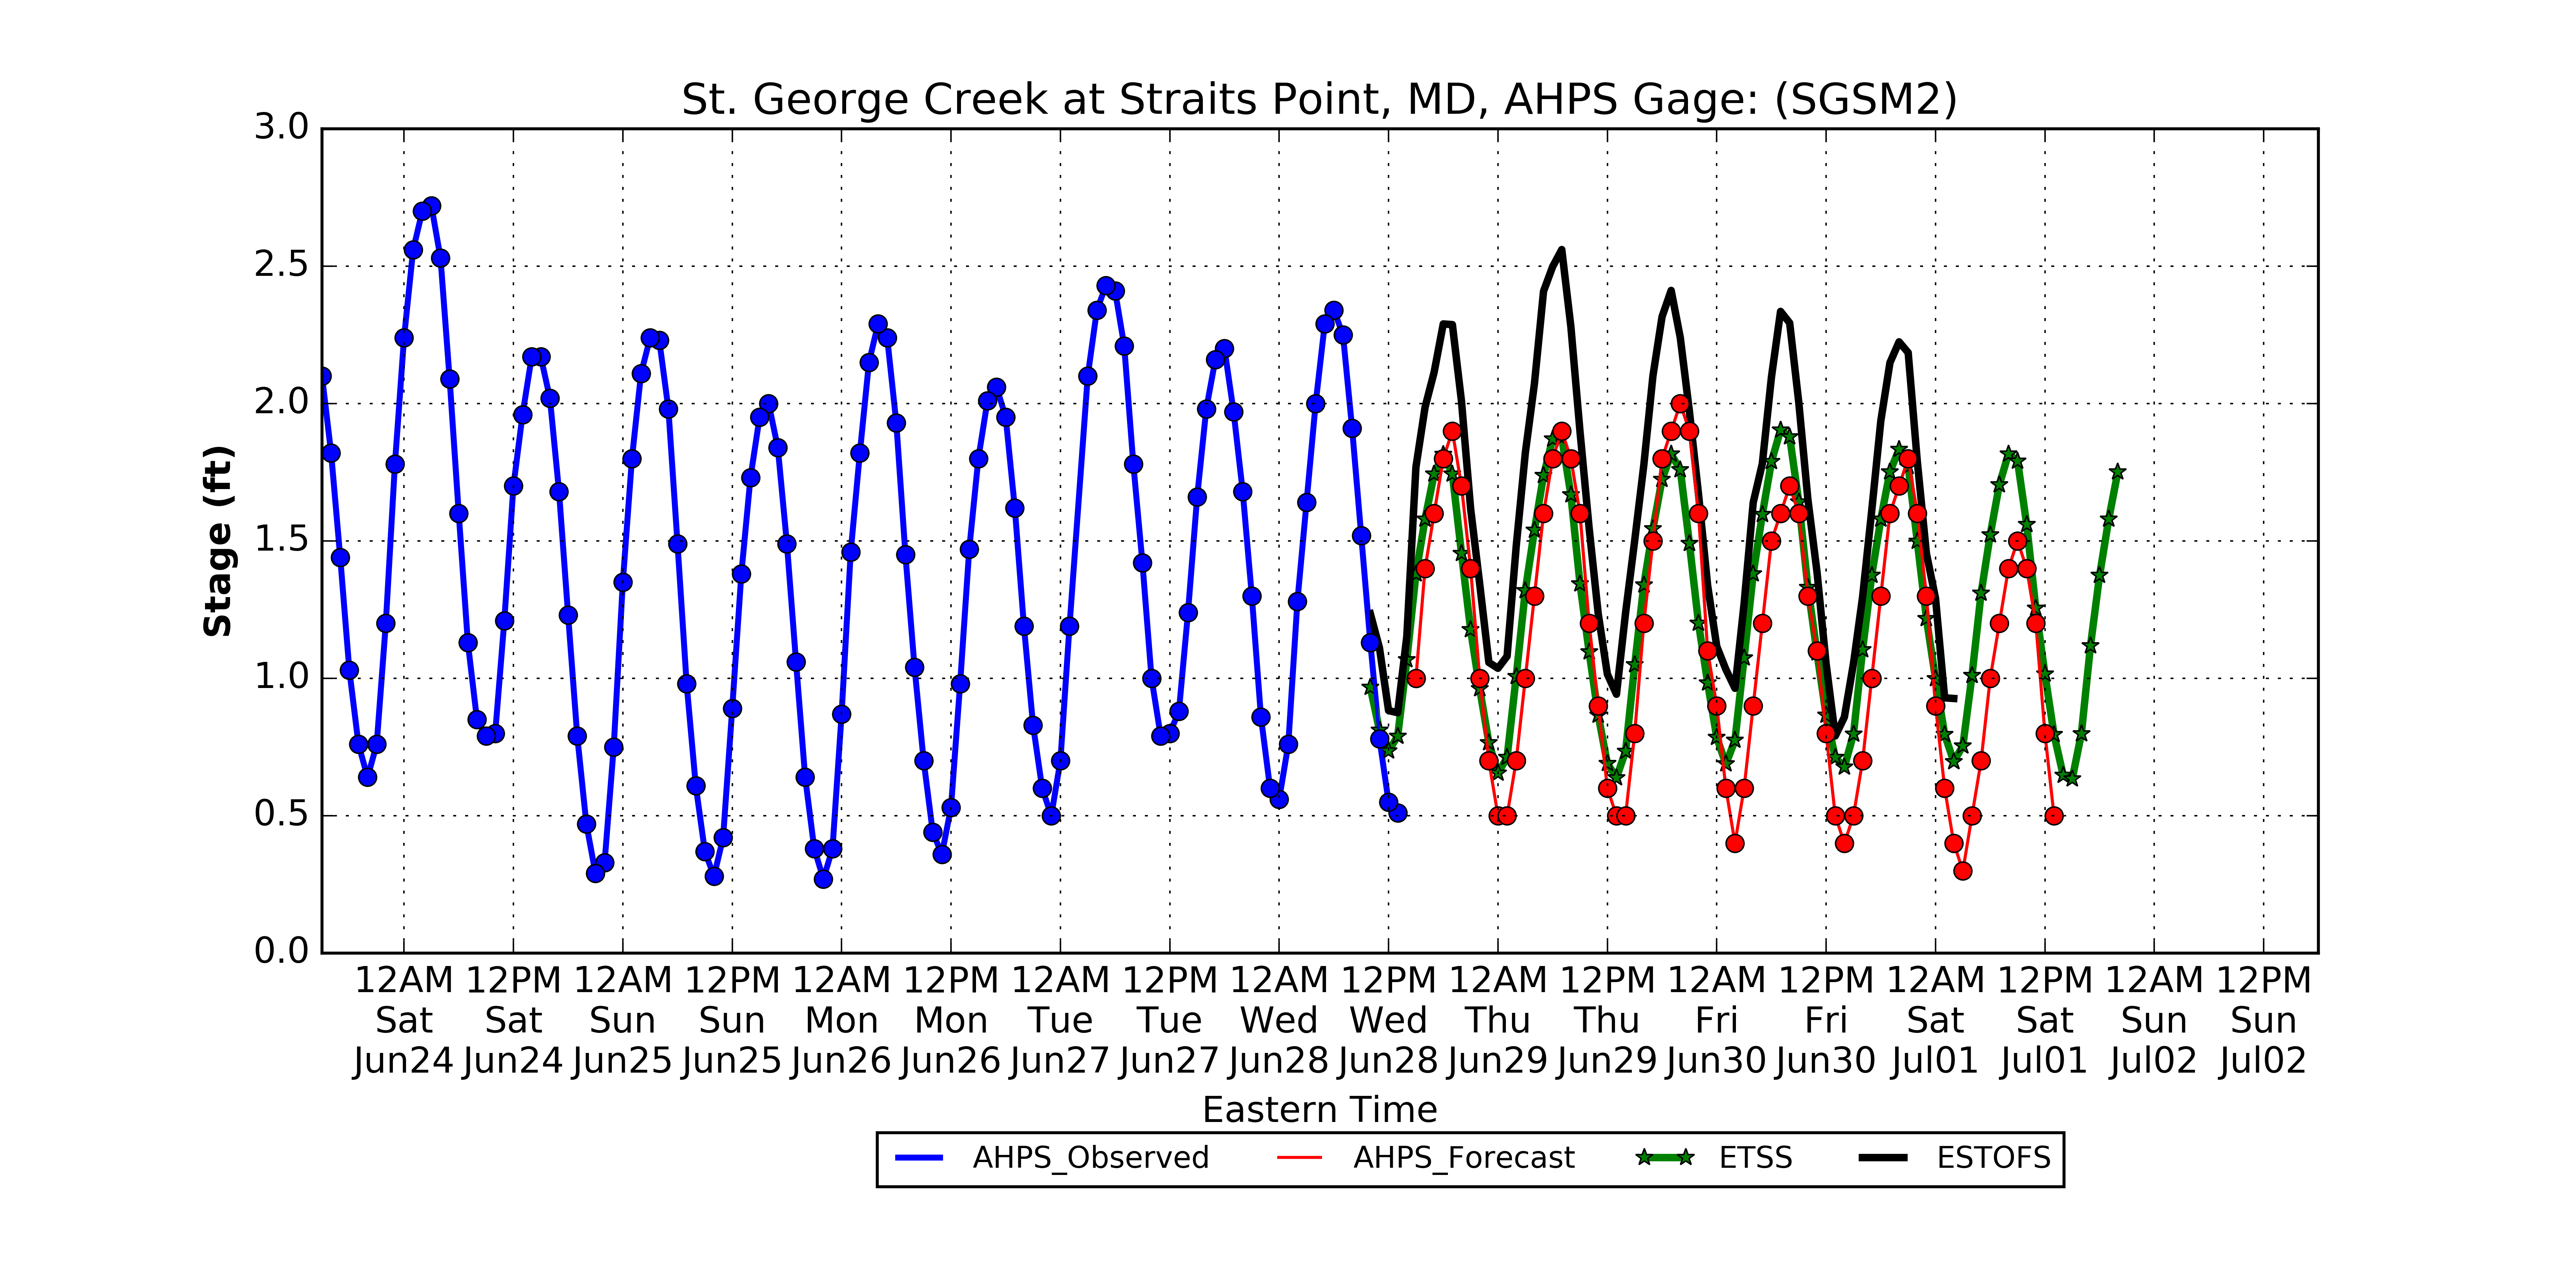 St. George Creek at Straits Point, MD, AHPS Gage: (SGSM2)
3.0
2.5
2.0
1.5
1.0
0.5
0.0
Stage (ft)
12AM 12PM 12AM 12PM 12AM 12PM 12AM 12PM 12AM 12PM 12AM 12PM 12AM 12PM 12AM 12PM 12AM 12PM
Sat Sat Sun Sun Mon Mon Tue Tue Wed Wed Thu Thu Fri Fri Sat Sat Sun Sun
Jun24 Jun24 Jun25 Jun25 Jun26 Jun26 Jun27 Jun27 Jun28 Jun28 Jun29 Jun29 Jun30 Jun30 Jul01 Jul01 Jul02 Jul02
Eastern Time
AHPS_Observed AHPS_Forecast ETSS ESTOFS